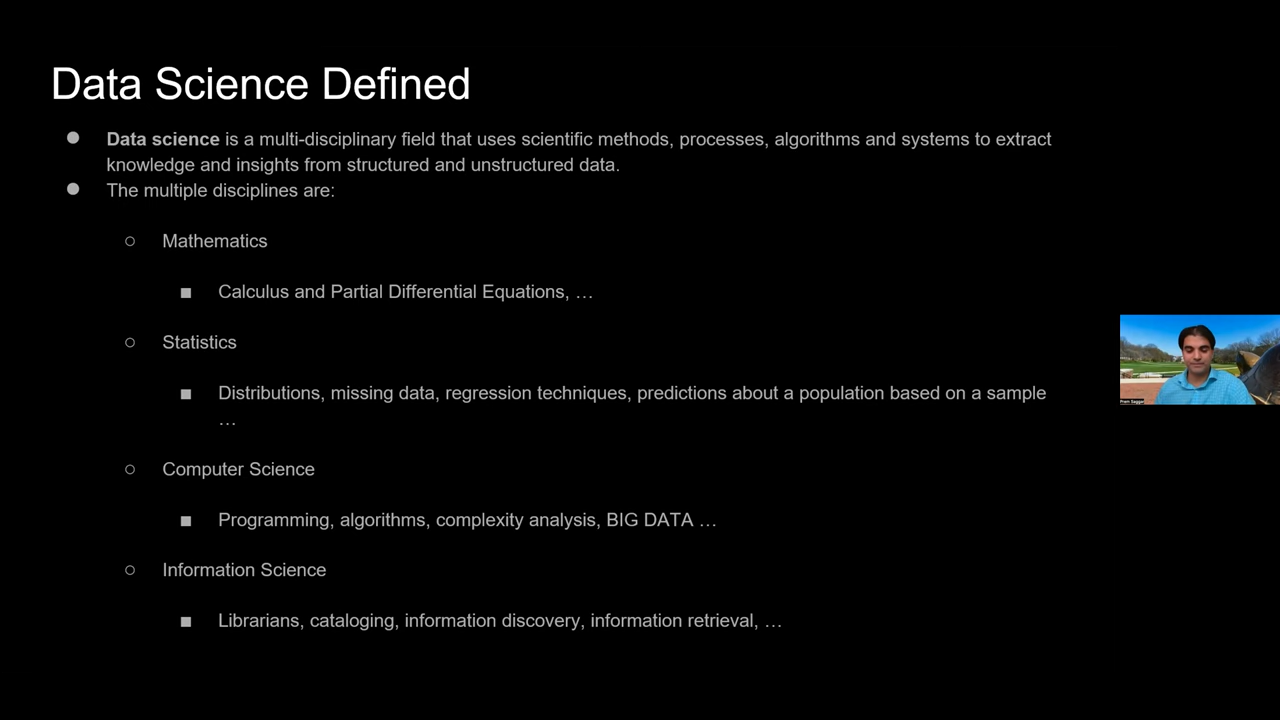 Data Science Defined
● Data science is a multi-disciplinary field that uses scientific methods, processes, algorithms and systems to extract
knowledge and insights from structured and unstructured data.
● The multiple disciplines are:
○ Mathematics
■ Calculus and Partial Differential Equations, …
○ Statistics
■ Distributions, missing data, regression techniques, predictions about a population based on a sample
…
○ Computer Science
■ Programming, algorithms, complexity analysis, BIG DATA …
○ Information Science
■ Librarians, cataloging, information discovery, information retrieval, …
Prem Saggar